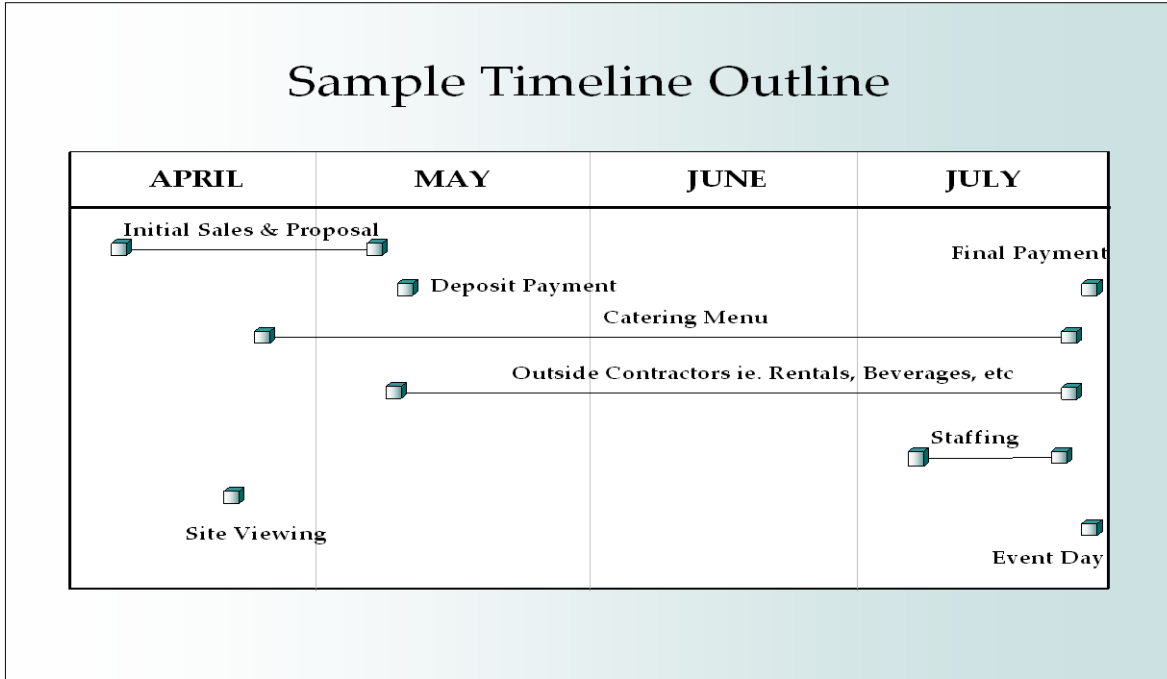 Sample Timeline Outline
APRIL MAY JUNE JULY
Initial Sales & Proposal
Final Payment
Deposit Payment
Catering Menu
Outside Contractors ie. Rentals, Beverages, etc
Staffing
Site Viewing
Event Day